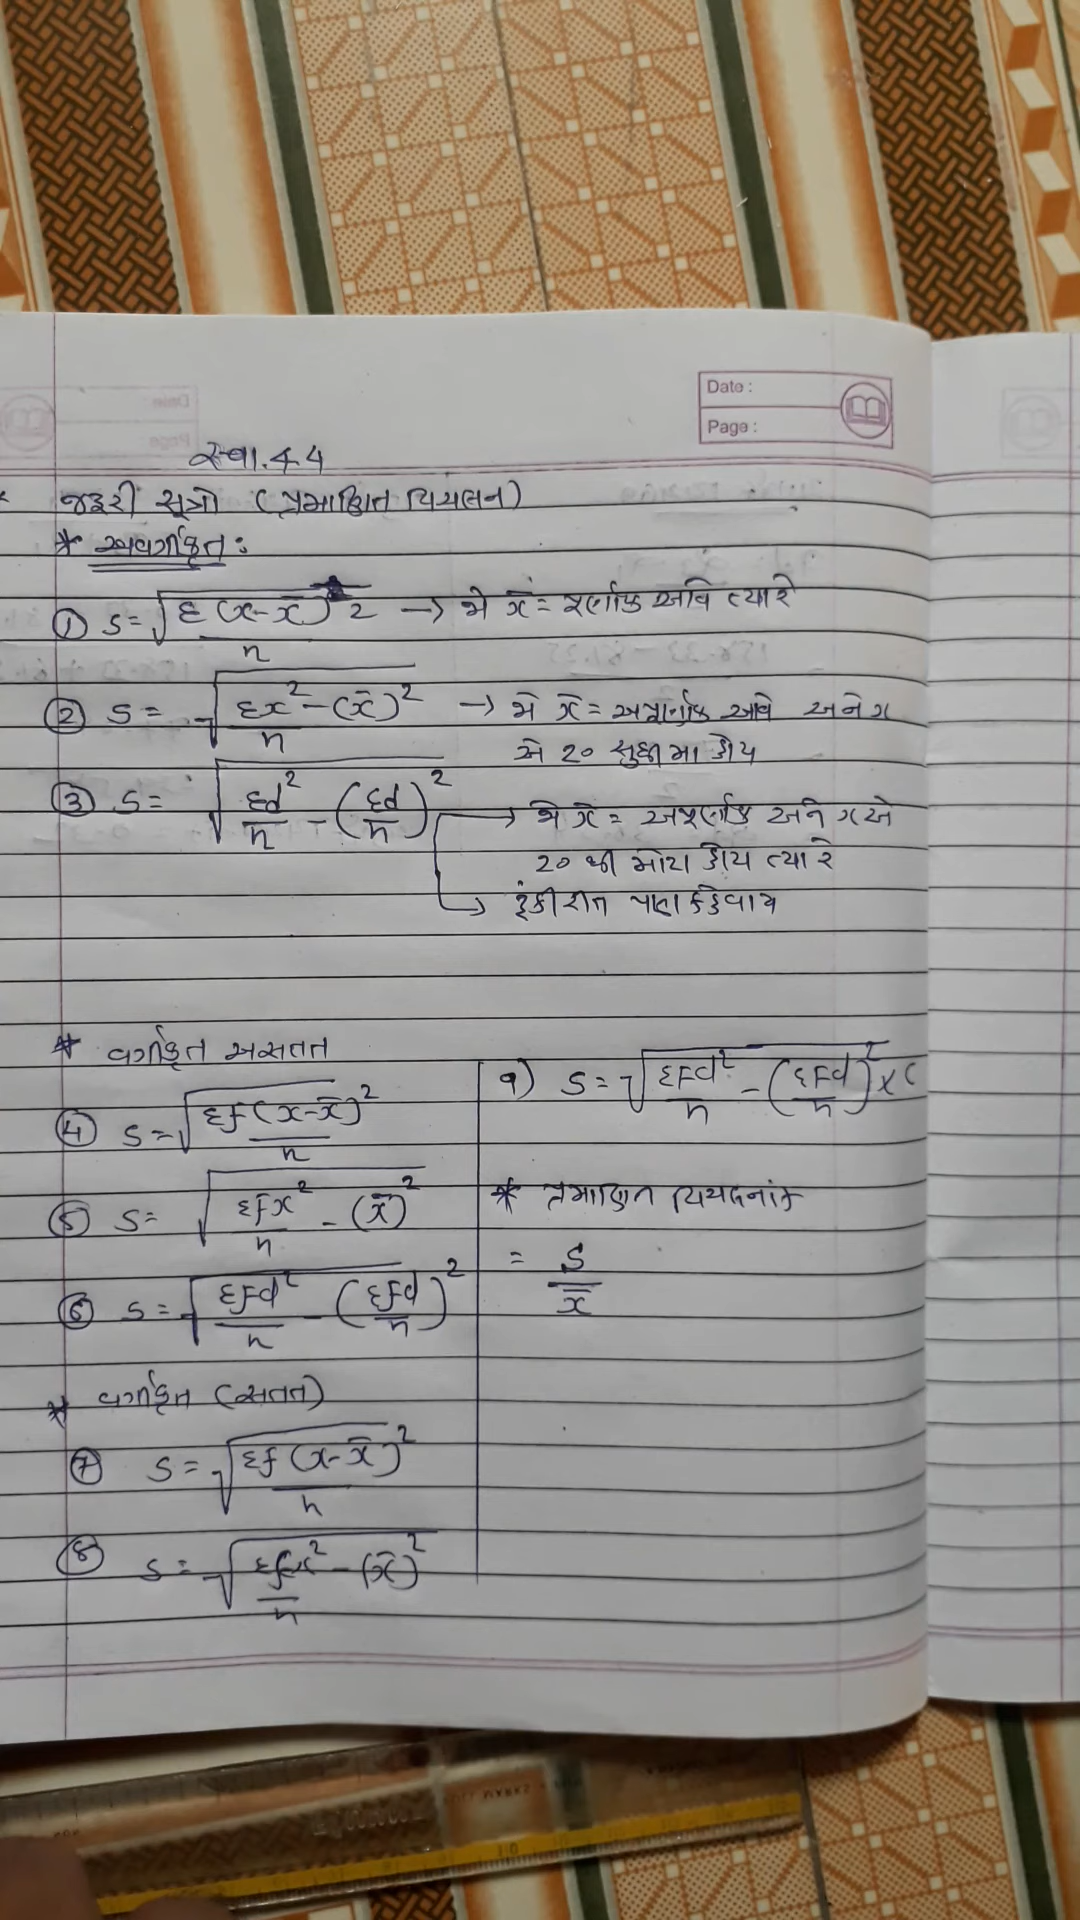 Date :
Page :
સ્વા. 4.4
જરૂરી સૂત્રો (પ્રમાણિત વિચલન)
* અવર્ગીકૃત :
① S = √(Σ(x-x̄)²/n) → જે x̄ = પૂર્ણાંક આવે ત્યારે
② S = √(Σx²/n - (x̄)²) → જે x̄ = અપૂર્ણાંક આવે અને x
એ 20 સુધીમા હોય
③ S = √(Σd²/n - (Σd/n)²) → જે x̄ = અપૂર્ણાંક અને x એ
20 થી મોટા હોય ત્યારે
→ ટૂંકીરીત પણ કહેવાય
* વર્ગીકૃત અસતત
④ S = √(Σf(x-x̄)²/n)
⑤ S = √(Σfx²/n - (x̄)²)
⑥ S = √(Σfd²/n - (Σfd/n)²)
* વર્ગીકૃત (સતત)
⑦ S = √(Σf(x-x̄)²/n)
⑧ S = √(Σfx²/n - (x̄)²)
9) S = √(Σfd²/n - (Σfd/n)²) × c
* પ્રમાણિત વિચલનાંક
= S/x̄